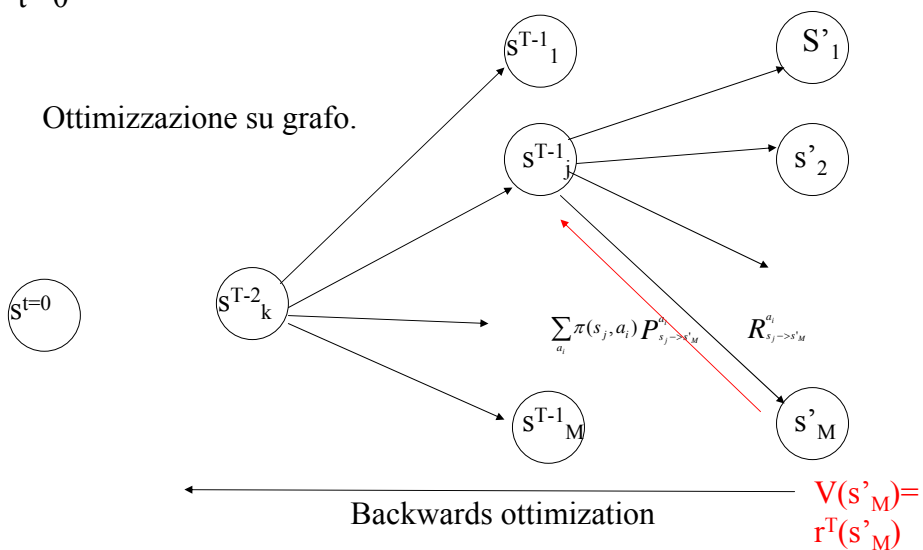 t=0
s^{T-1}_1
S’_1
Ottimizzazione su grafo.
s^{T-1}_j
s’_2
s^{t=0}
s^{T-2}_k
\sum_{a_i} π(s_j, a_i) P^{a_i}_{s_j->s'_M}
R^{a_i}_{s_j->s'_M}
s^{T-1}_M
s’_M
Backwards ottimization
V(s’_M)=
r^T(s’_M)